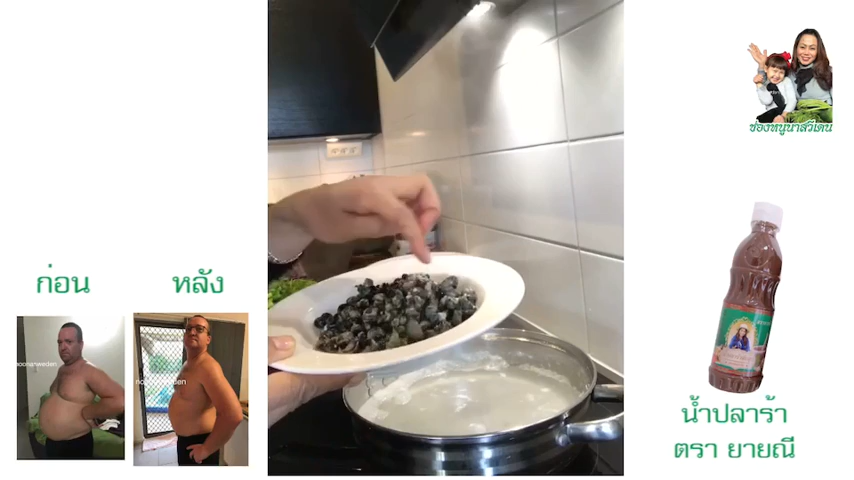 ช่องหนูนาสวีเดน
ก่อน
หลัง
น้ำปลาร้า
ตรา ยายณี